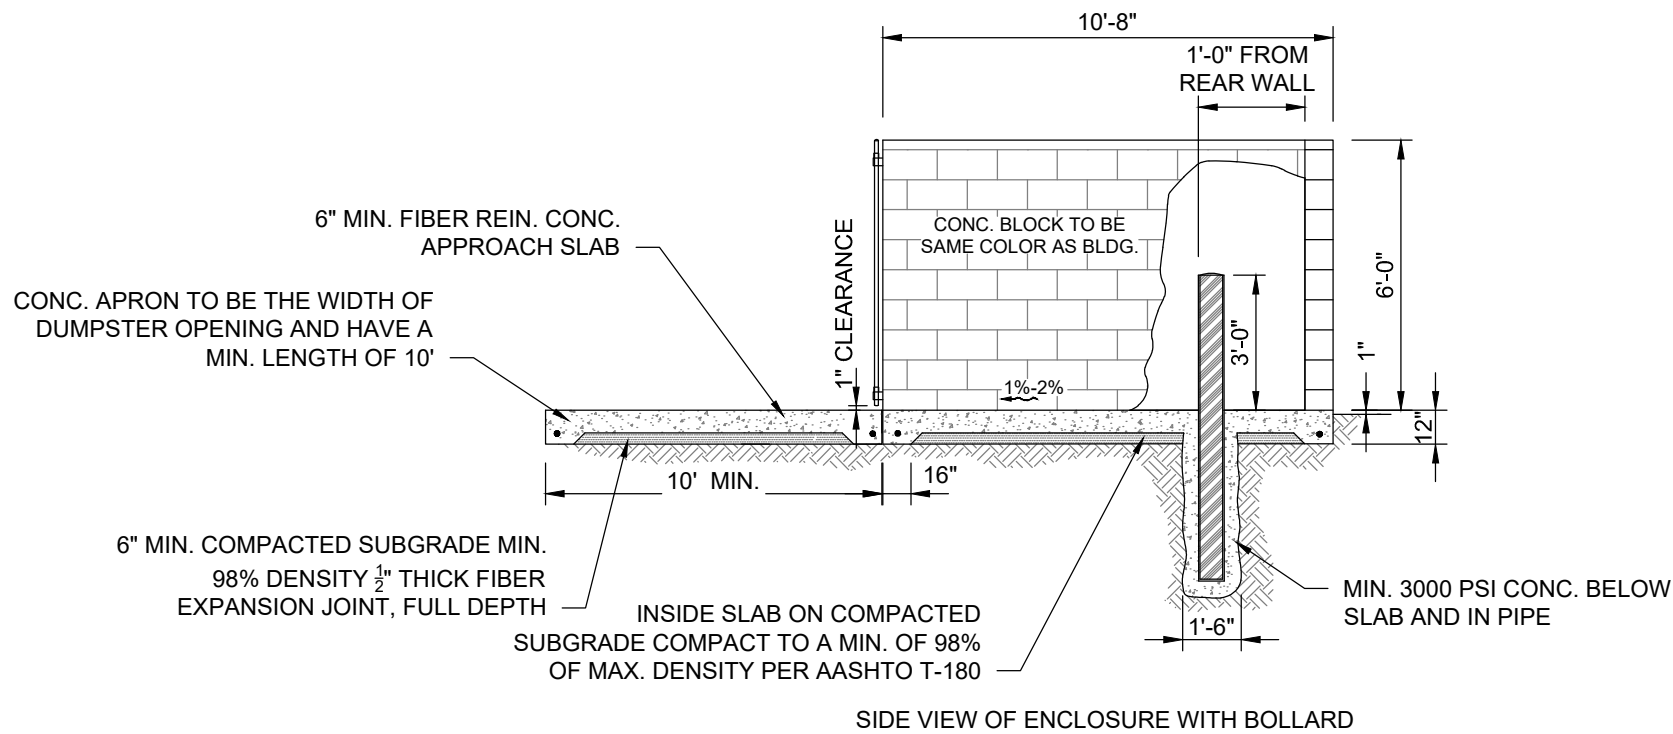 10'-8"
1'-0" FROM
REAR WALL
6" MIN. FIBER REIN. CONC.
APPROACH SLAB
CONC. APRON TO BE THE WIDTH OF
DUMPSTER OPENING AND HAVE A
MIN. LENGTH OF 10'
1" CLEARANCE
CONC. BLOCK TO BE
SAME COLOR AS BLDG.
1%-2%
3'-0"
6'-0"
1"
12"
10' MIN.
16"
6" MIN. COMPACTED SUBGRADE MIN.
98% DENSITY 1/2" THICK FIBER
EXPANSION JOINT, FULL DEPTH
INSIDE SLAB ON COMPACTED
SUBGRADE COMPACT TO A MIN. OF 98%
OF MAX. DENSITY PER AASHTO T-180
1'-6"
MIN. 3000 PSI CONC. BELOW
SLAB AND IN PIPE
SIDE VIEW OF ENCLOSURE WITH BOLLARD